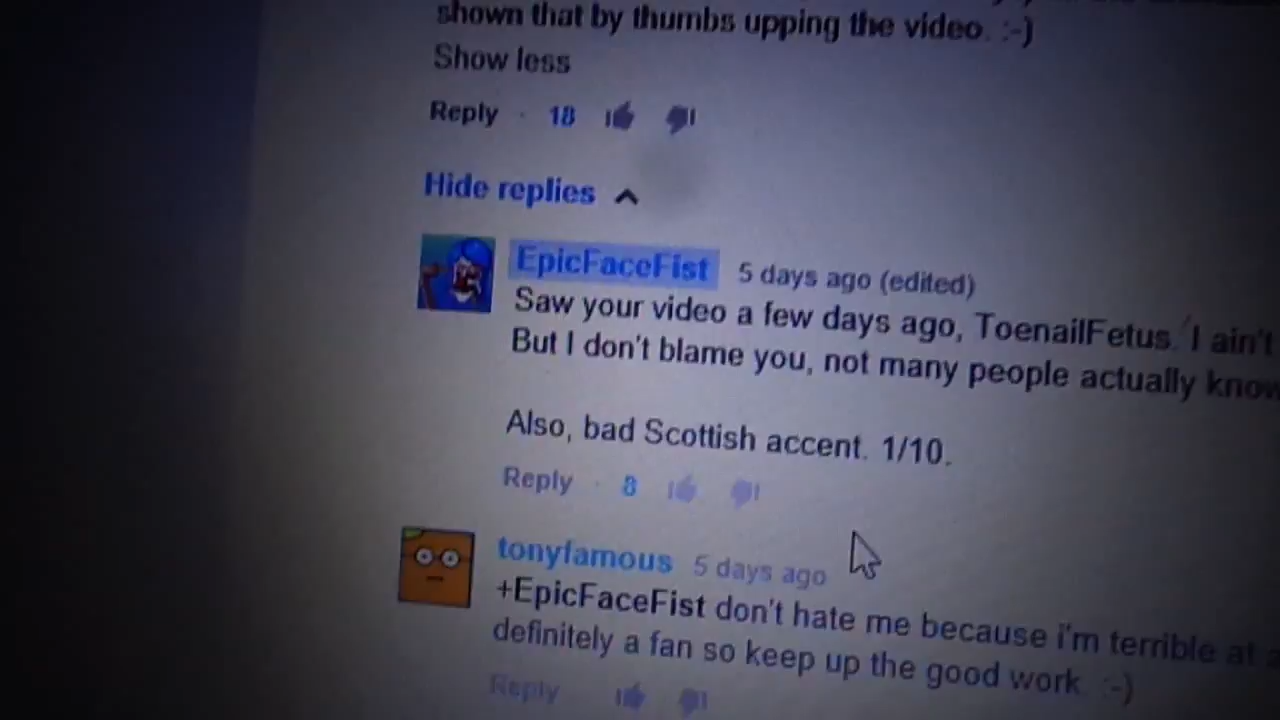 shown that by thumbs upping the video. :-)
Show less
Reply · 18
Hide replies
EpicFaceFist 5 days ago (edited)
Saw your video a few days ago, ToenailFetus. I ain't
But I don't blame you, not many people actually know
Also, bad Scottish accent. 1/10.
Reply · 8
tonyfamous 5 days ago
+EpicFaceFist don't hate me because i'm terrible at
definitely a fan so keep up the good work. :-)
Reply